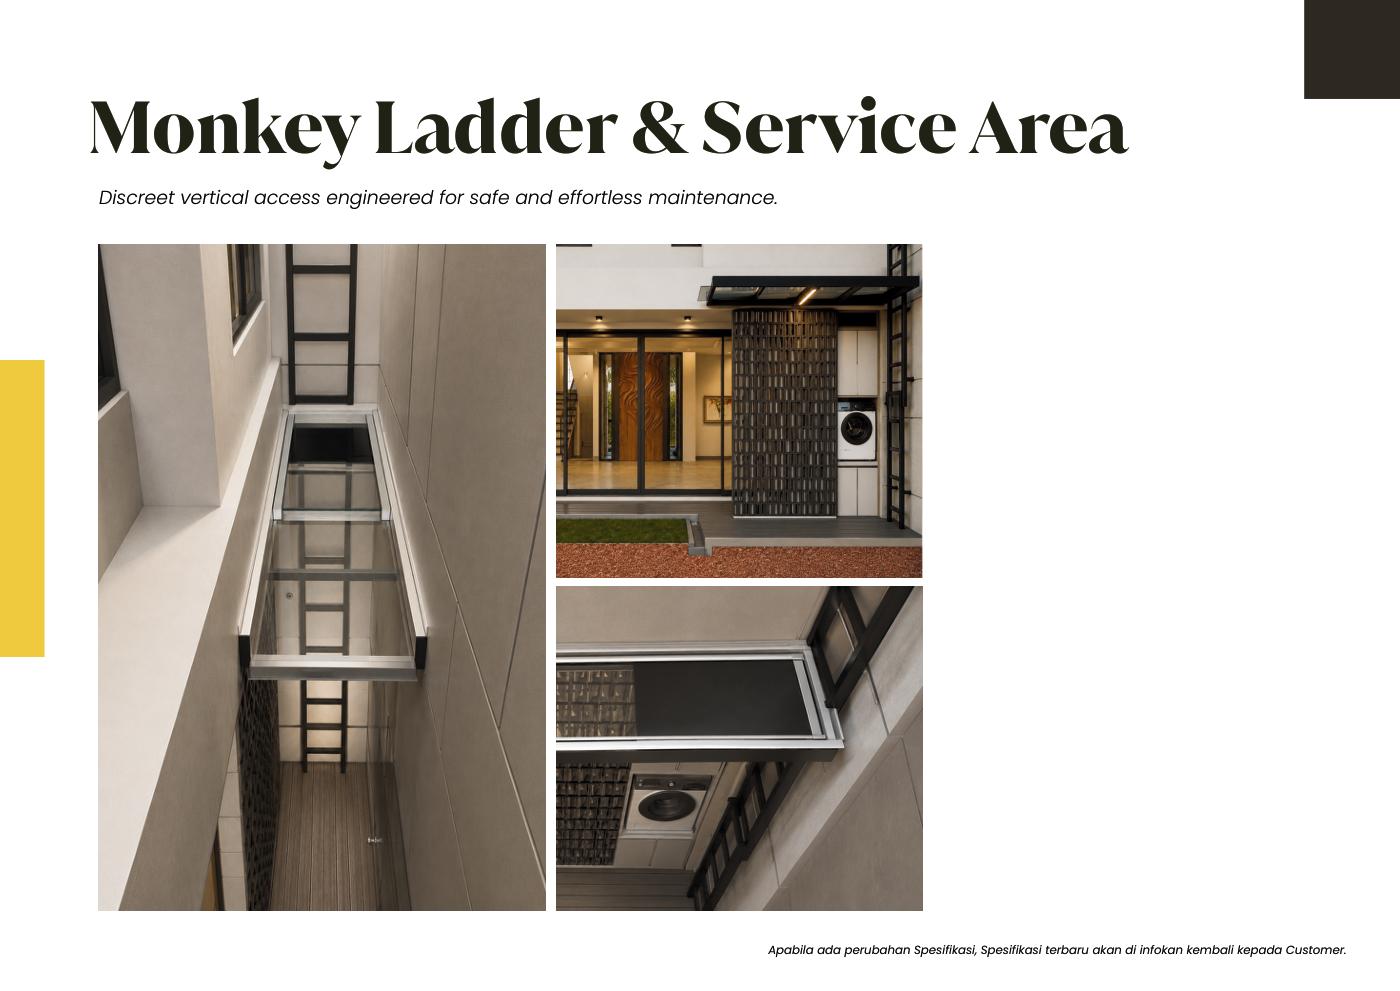 Monkey Ladder & Service Area
Discreet vertical access engineered for safe and effortless maintenance.
Apabila ada perubahan Spesifikasi, Spesifikasi terbaru akan di infokan kembali kepada Customer.